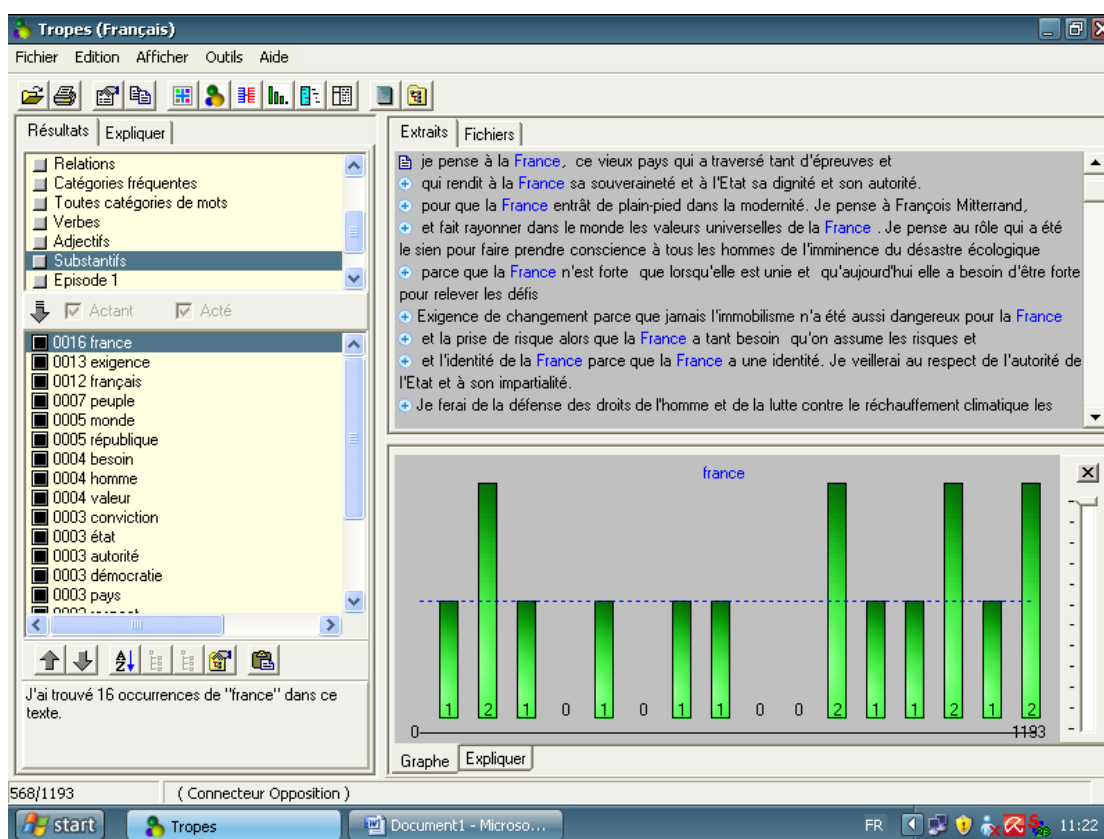 Tropes (Français)
Fichier Edition Afficher Outils Aide
Résultats Expliquer
Relations
Catégories fréquentes
Toutes catégories de mots
Verbes
Adjectifs
Substantifs
Episode 1
Actant Acté
0016 france
0013 exigence
0012 français
0007 peuple
0005 monde
0005 république
0004 besoin
0004 homme
0004 valeur
0003 conviction
0003 état
0003 autorité
0003 démocratie
0003 pays
J'ai trouvé 16 occurrences de "france" dans ce
texte.
Extraits Fichiers
je pense à la France, ce vieux pays qui a traversé tant d'épreuves et
qui rendit à la France sa souveraineté et à l'Etat sa dignité et son autorité.
pour que la France entrât de plain-pied dans la modernité. Je pense à François Mitterrand,
et fait rayonner dans le monde les valeurs universelles de la France . Je pense au rôle qui a été
le sien pour faire prendre conscience à tous les hommes de l'imminence du désastre écologique
parce que la France n'est forte que lorsqu'elle est unie et qu'aujourd'hui elle a besoin d'être forte
pour relever les défis
Exigence de changement parce que jamais l'immobilisme n'a été aussi dangereux pour la France
et la prise de risque alors que la France a tant besoin qu'on assume les risques et
et l'identité de la France parce que la France a une identité. Je veillerai au respect de l'autorité de
l'Etat et à son impartialité.
Je ferai de la défense des droits de l'homme et de la lutte contre le réchauffement climatique les
france
1 2 1 0 1 0 1 1 0 0 2 1 1 2 1 2
0 1193
Graphe Expliquer
568/1193 ( Connecteur Opposition )
start Tropes Document1 - Microso... FR 11:22